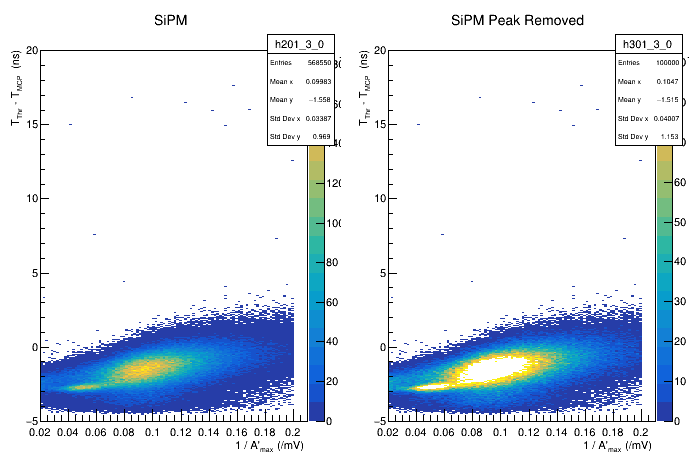 SiPM
h201_3_0
Entries 568550
Mean x 0.09983
Mean y −1.558
Std Dev x 0.03387
Std Dev y 0.969
T_Thr - T_MCP (ns)
20
15
10
5
0
−5
0.02 0.04 0.06 0.08 0.1 0.12 0.14 0.16 0.18 0.2
1 / A'_max (/mV)
120
100
80
60
40
20
0
SiPM Peak Removed
h301_3_0
Entries 100000
Mean x 0.1047
Mean y −1.515
Std Dev x 0.04007
Std Dev y 1.153
T_Thr - T_MCP (ns)
20
15
10
5
0
−5
0.02 0.04 0.06 0.08 0.1 0.12 0.14 0.16 0.18 0.2
1 / A'_max (/mV)
60
50
40
30
20
10
0